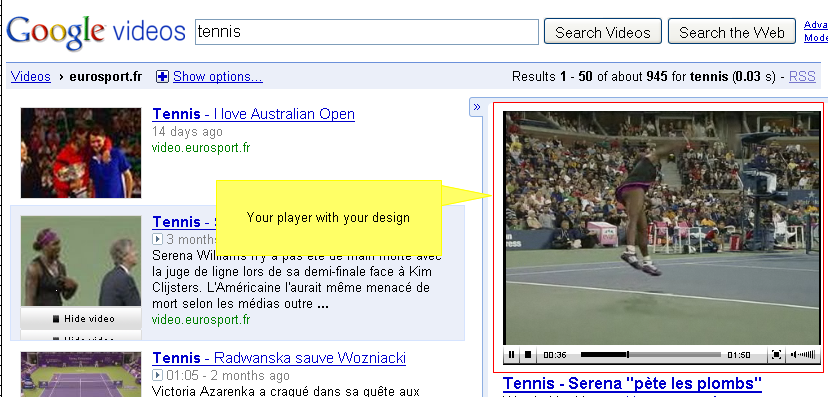 Google videos tennis Search Videos Search the Web
Videos › eurosport.fr Show options... Results 1 - 50 of about 945 for tennis (0.03 s) - RSS
»
Tennis - I love Australian Open
14 days ago
video.eurosport.fr
Your player with your design
Tennis -
3 months
Serena Williams n'y a pas été de main morte avec
la juge de ligne lors de sa demi-finale face à Kim
Clijsters. L'Américaine l'aurait même menacé de
mort selon les médias outre ...
video.eurosport.fr
Hide video
Hide video
Tennis - Radwanska sauve Wozniacki
01:05 - 2 months ago
Victoria Azarenka a craqué dans sa quête aux
00:36 01:50
Tennis - Serena "pète les plombs"